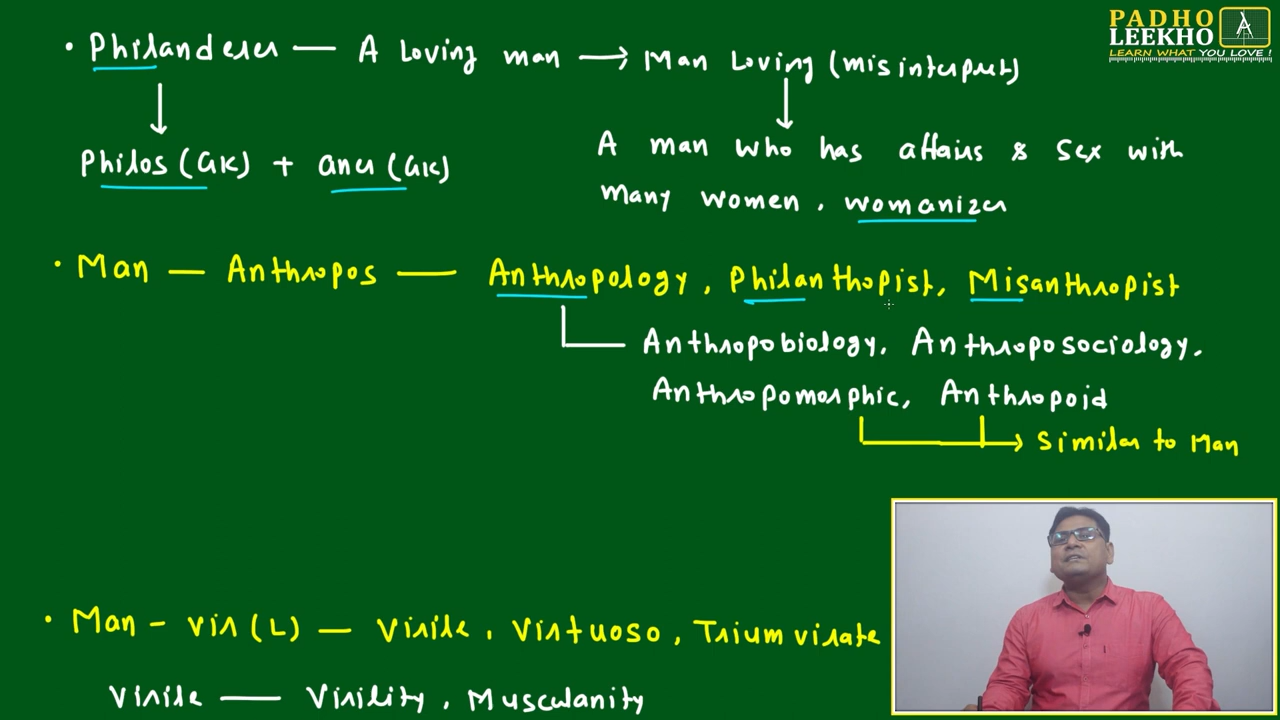 PADHO
LEEKHO
LEARN WHAT YOU LOVE !
• Philanderer — A Loving man → Man Loving (misinterpret)
Philos (GK) + aner (GK)
A man who has affairs & sex with
many women. womanizer
• Man — Anthropos — Anthropology, Philanthopist, Misanthropist
Anthropobiology, Anthroposociology,
Anthropomorphic, Anthropoid
Similar to Man
• Man - vir (L) — Virile, Virtuoso, Triumvirate
Virile — Virility, Muscularity